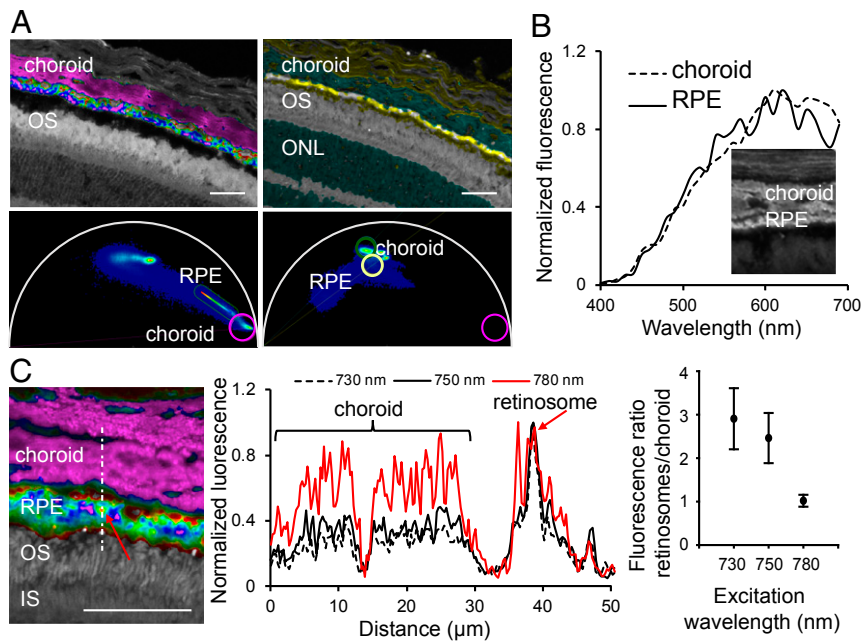 A
choroid
OS
choroid
OS
ONL
RPE
choroid
choroid
RPE
B
Normalized fluorescence
1.2
0.8
0.4
0
400 500 600 700
Wavelength (nm)
choroid
RPE
choroid
RPE
C
choroid
RPE
OS
IS
Normalized luorescence
1.2
0.8
0.4
0
0 10 20 30 40 50
Distance (µm)
730 nm 750 nm 780 nm
choroid
retinosome
Fluorescence ratio
retinosomes/choroid
4
3
2
1
0
730 750 780
Excitation
wavelength (nm)